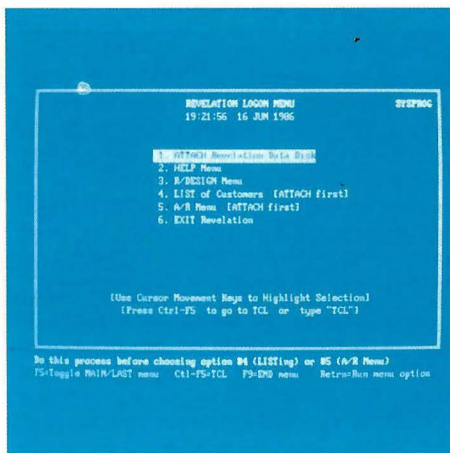 REVELATION LOGON MENU SYSPROG
19:21:56 16 JUN 1986
1. ATTACH Revelation Data Disk
2. HELP Menu
3. R/DESIGN Menu
4. LIST of Customers [ATTACH first]
5. A/R Menu [ATTACH first]
6. EXIT Revelation
[Use Cursor Movement Keys to Highlight Selection]
[Press Ctrl-F5 to go to TCL or type "TCL"]
Do this process before choosing option #4 (LISTing) or #5 (A/R Menu)
F5=Toggle MAIN/LAST menu Ctl-F5=TCL F9=END menu Retrn=Run menu option